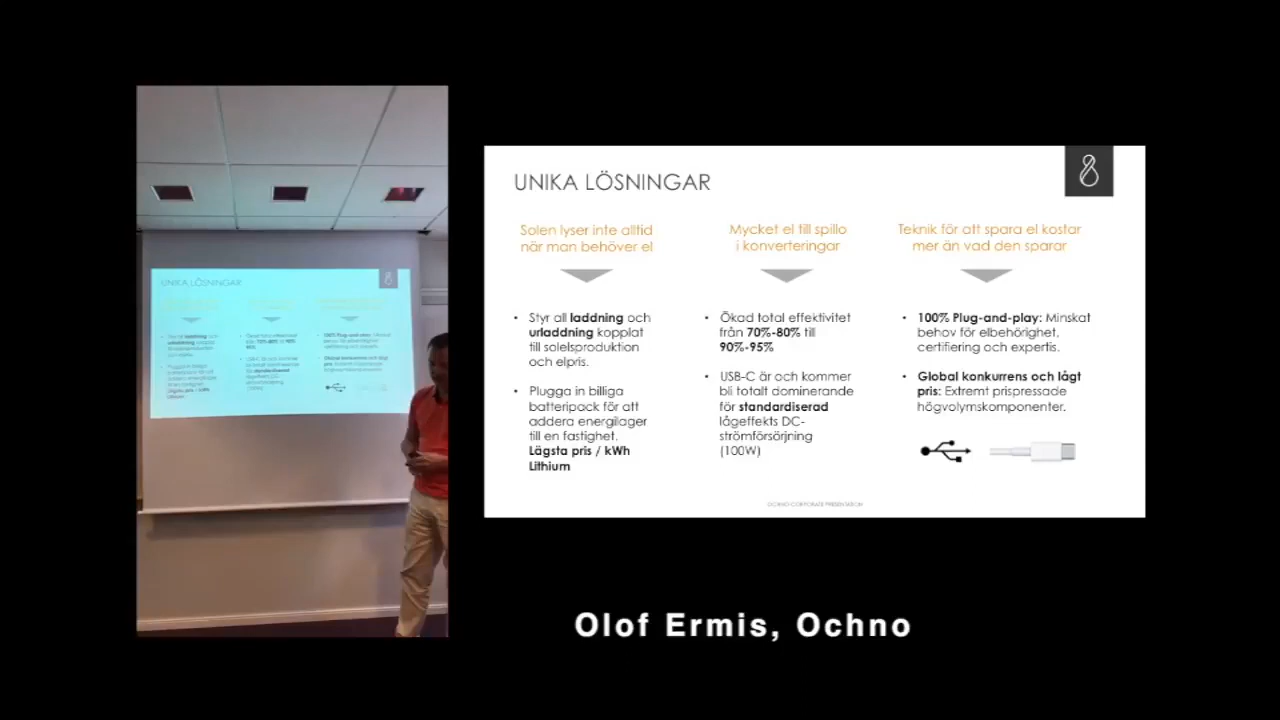 UNIKA LÖSNINGAR
Solen lyser inte alltid
när man behöver el
Styr all laddning och
urladdning kopplat
till solelsproduktion
och elpris.
Plugga in billiga
batteripack för att
addera energilager
till en fastighet.
Lägsta pris / kWh
Lithium
Mycket el till spillo
i konverteringar
Ökad total effektivitet
från 70%-80% till
90%-95%
USB-C är och kommer
bli totalt dominerande
för standardiserad
lågeffekts DC-
strömförsörjning
(100W)
Teknik för att spara el kostar
mer än vad den sparar
100% Plug-and-play: Minskat
behov för elbehörighet,
certifiering och expertis.
Global konkurrens och lågt
pris: Extremt prispressade
högvolymskomponenter.
OCHNO CORPORATE PRESENTATION
UNIKA LÖSNINGAR
Olof Ermis, Ochno